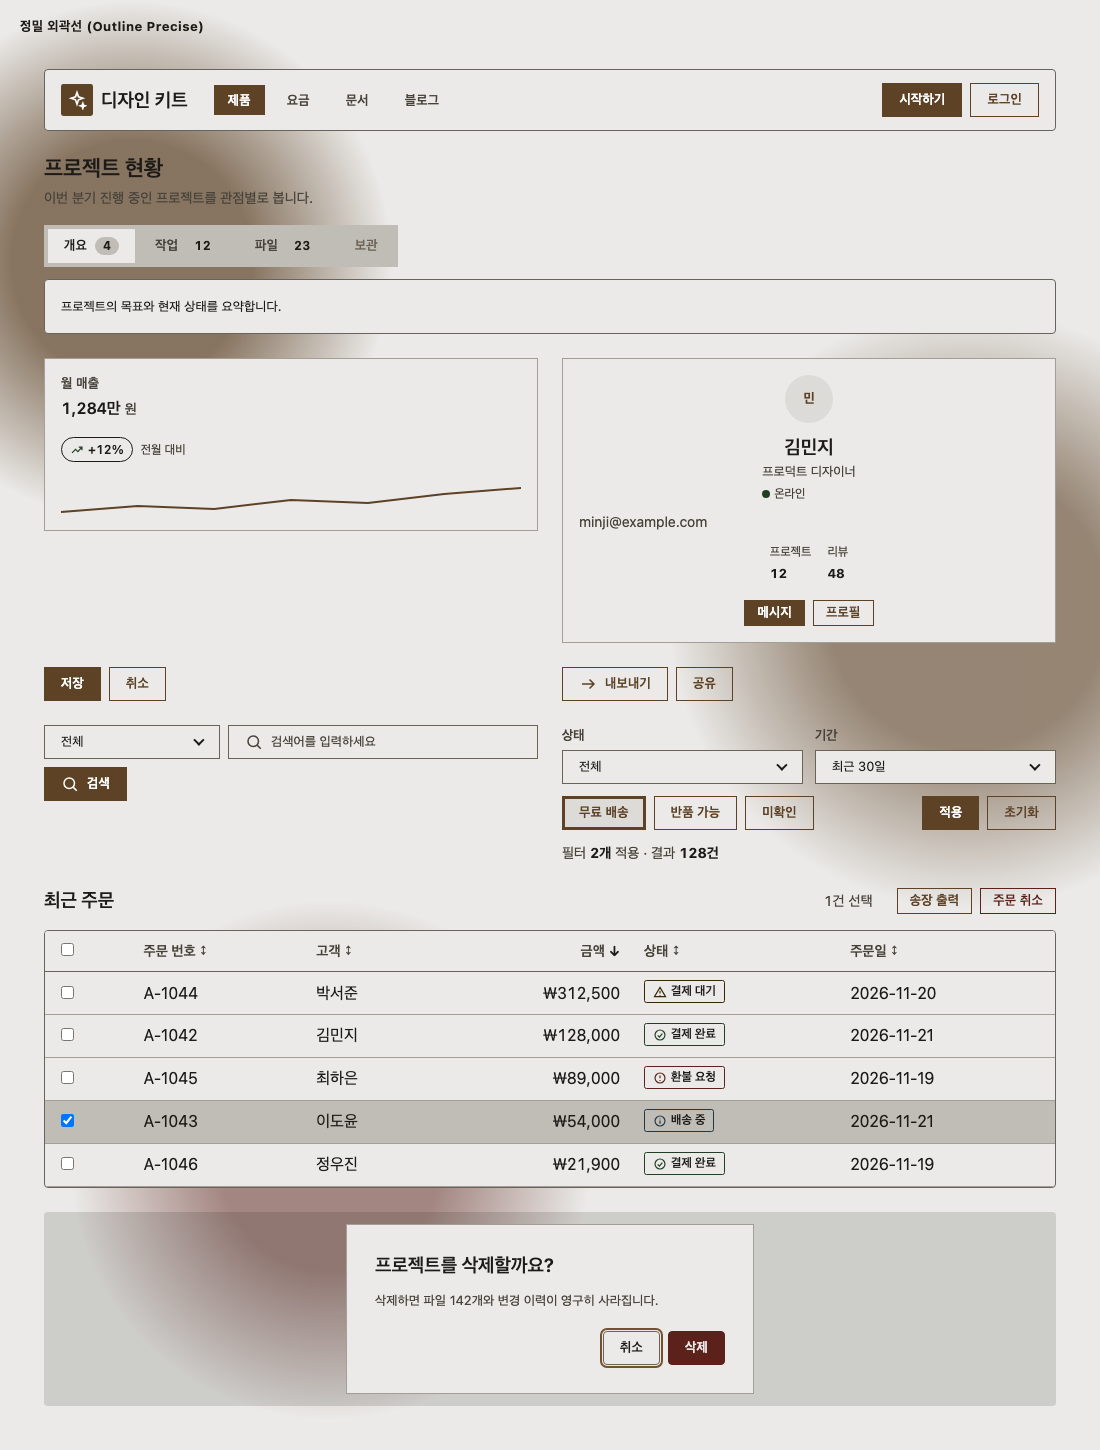 정밀 외곽선 (Outline Precise)
디자인 키트 제품 요금 문서 블로그 시작하기 로그인
프로젝트 현황
이번 분기 진행 중인 프로젝트를 관점별로 봅니다.
개요 4 작업 12 파일 23 보관
프로젝트의 목표와 현재 상태를 요약합니다.
월 매출
1,284만 원
+12% 전월 대비
민
김민지
프로덕트 디자이너
온라인
minji@example.com
프로젝트 리뷰
12 48
메시지 프로필
저장 취소
내보내기 공유
전체 검색어를 입력하세요
검색
상태 기간
전체 최근 30일
무료 배송 반품 가능 미확인 적용 초기화
필터 2개 적용 · 결과 128건
최근 주문 1건 선택 송장 출력 주문 취소
주문 번호 ↕ 고객 ↕ 금액 ↓ 상태 ↕ 주문일 ↕
A-1044 박서준 ₩312,500 결제 대기 2026-11-20
A-1042 김민지 ₩128,000 결제 완료 2026-11-21
A-1045 최하은 ₩89,000 환불 요청 2026-11-19
A-1043 이도윤 ₩54,000 배송 중 2026-11-21
A-1046 정우진 ₩21,900 결제 완료 2026-11-19
프로젝트를 삭제할까요?
삭제하면 파일 142개와 변경 이력이 영구히 사라집니다.
취소 삭제